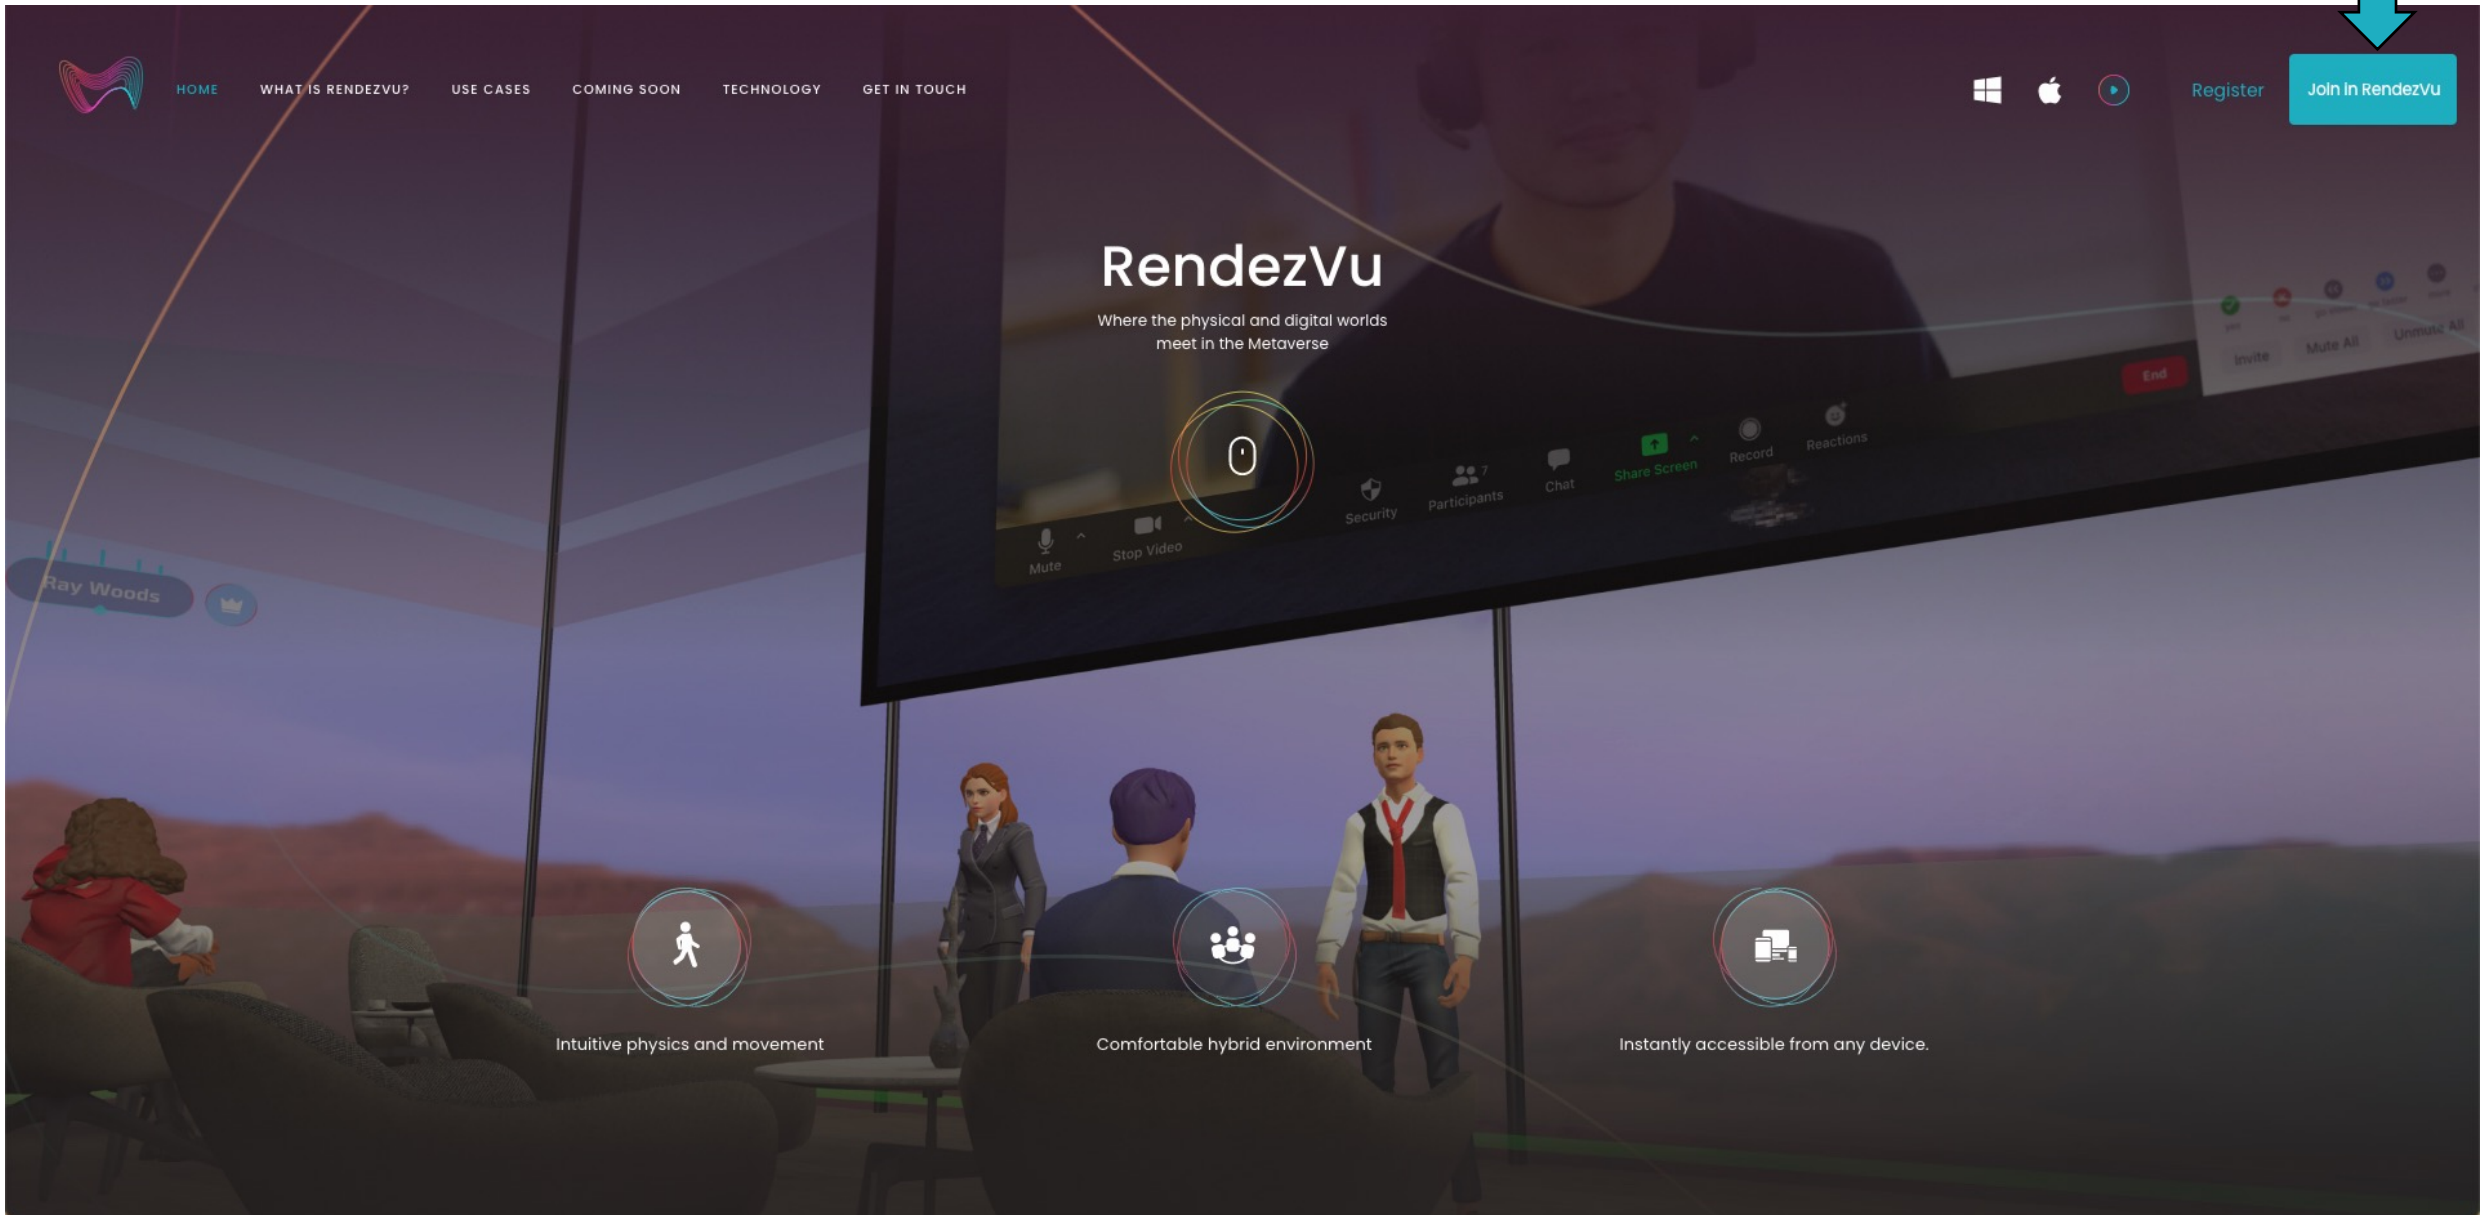 HOME
WHAT IS RENDEZVU?
USE CASES
COMING SOON
TECHNOLOGY
GET IN TOUCH
Register
Join In RendezVu
RendezVu
Where the physical and digital worlds
meet in the Metaverse
Invite
Mute All
Unmute All
End
Mute
Stop Video
Security
Participants
7
Chat
Share Screen
Record
Reactions
Ray Woods
Intuitive physics and movement
Comfortable hybrid environment
Instantly accessible from any device.